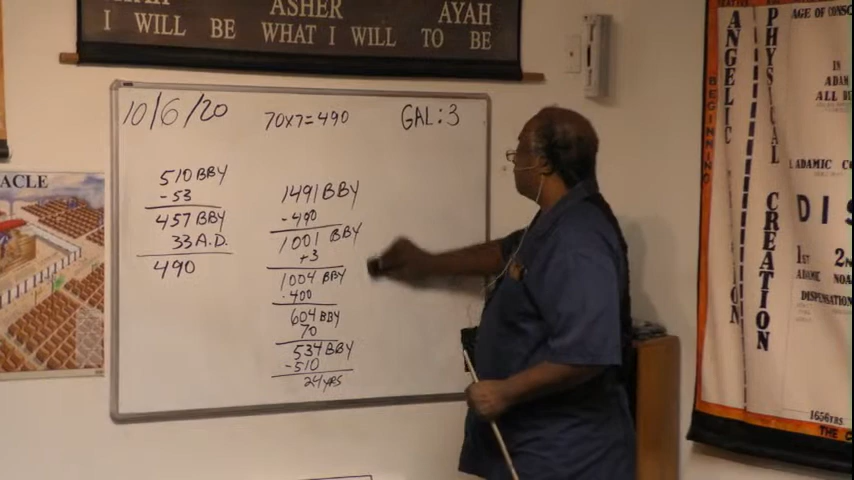 ASHER
AYAH
I WILL BE WHAT I WILL TO BE
10/6/20
70X7=490
GAL:3
510 BBY
-53
457 BBY
33 A.D.
490
1491 BBY
-490
1001 BBY
+3
1004 BBY
-400
604 BBY
70
534 BBY
-510
24 YRS
ACLE
BEGINNING
ANGELIC
PHYSICAL CREATION
AGE OF CONSC
IN
ADAM
ALL BE
ADAMIC CO
DIS
1ST
2N
ADAMIC
NOA
DISPENSATION
1656 YRS
THE C